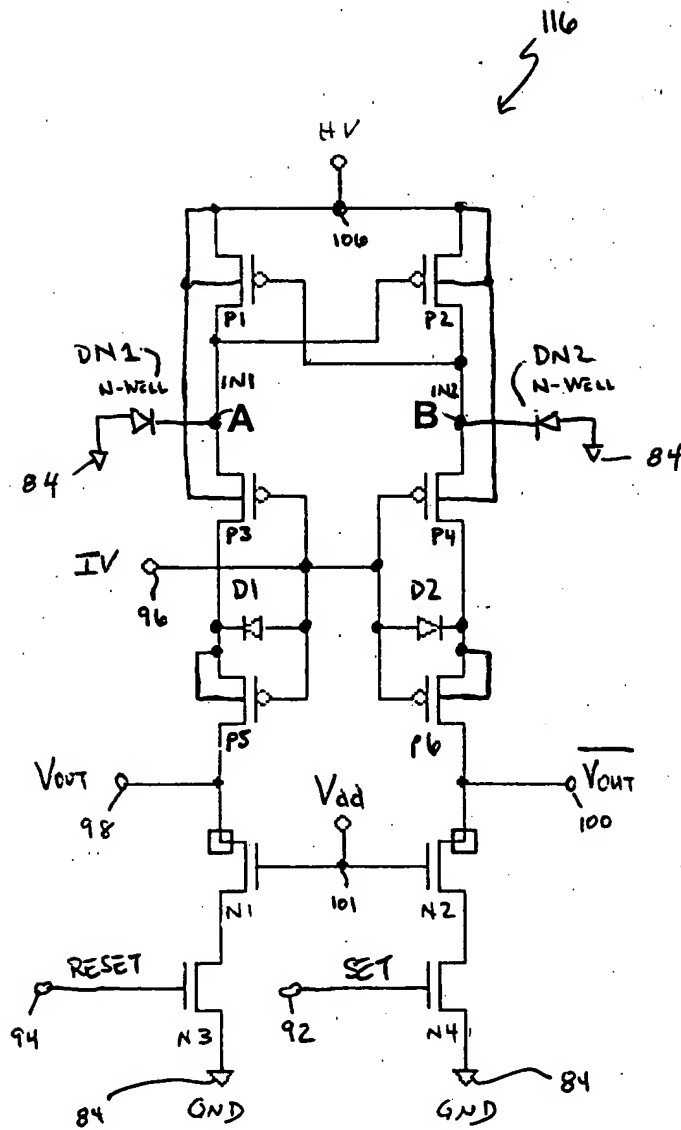 116
HV
106
P1 P2
DN1 DN2
N-WELL N-WELL
IN1 IN2
A B
84 84
P3 P4
IV
96
D1 D2
P5 P6
VOUT VOUT
98 100
Vdd
101
N1 N2
RESET SET
94 92
N3 N4
84 84
GND GND